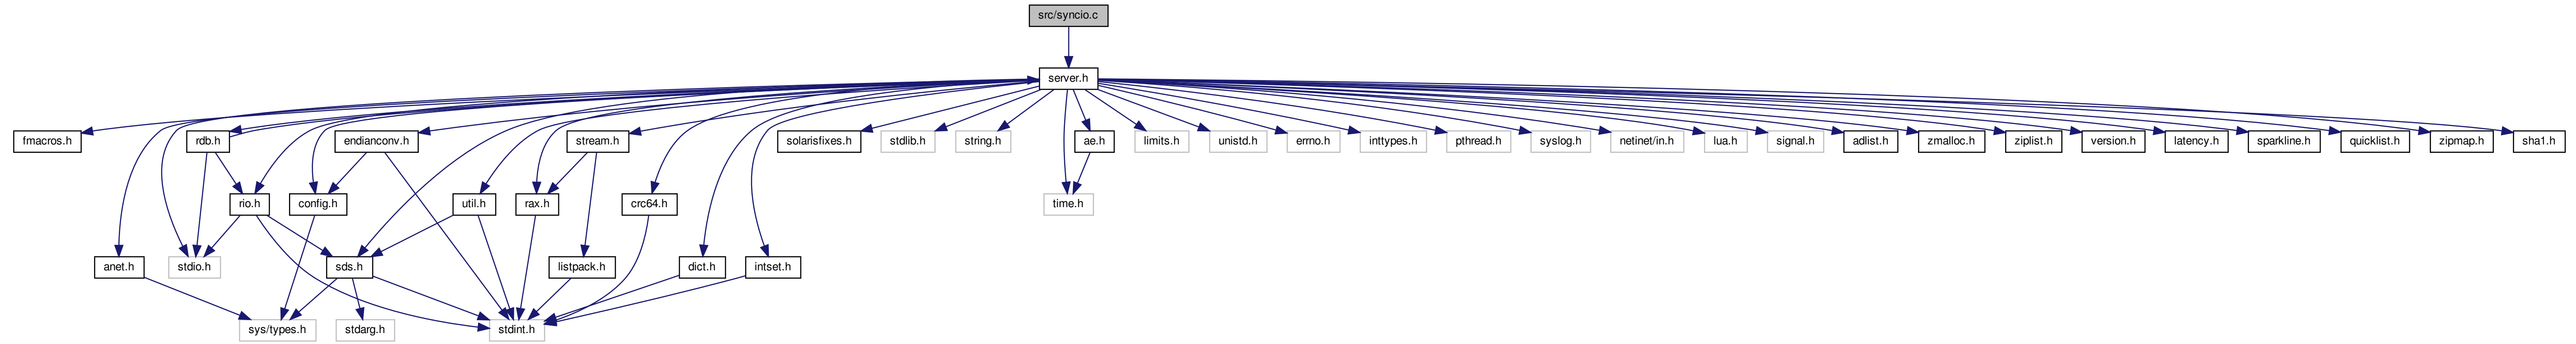 src/syncio.c
server.h
fmacros.h
rdb.h
endianconv.h
stream.h
solarisfixes.h
stdlib.h
string.h
ae.h
limits.h
unistd.h
errno.h
inttypes.h
pthread.h
syslog.h
netinet/in.h
lua.h
signal.h
adlist.h
zmalloc.h
ziplist.h
version.h
latency.h
sparkline.h
quicklist.h
zipmap.h
sha1.h
rio.h
config.h
util.h
rax.h
crc64.h
time.h
anet.h
stdio.h
sds.h
listpack.h
dict.h
intset.h
sys/types.h
stdarg.h
stdint.h